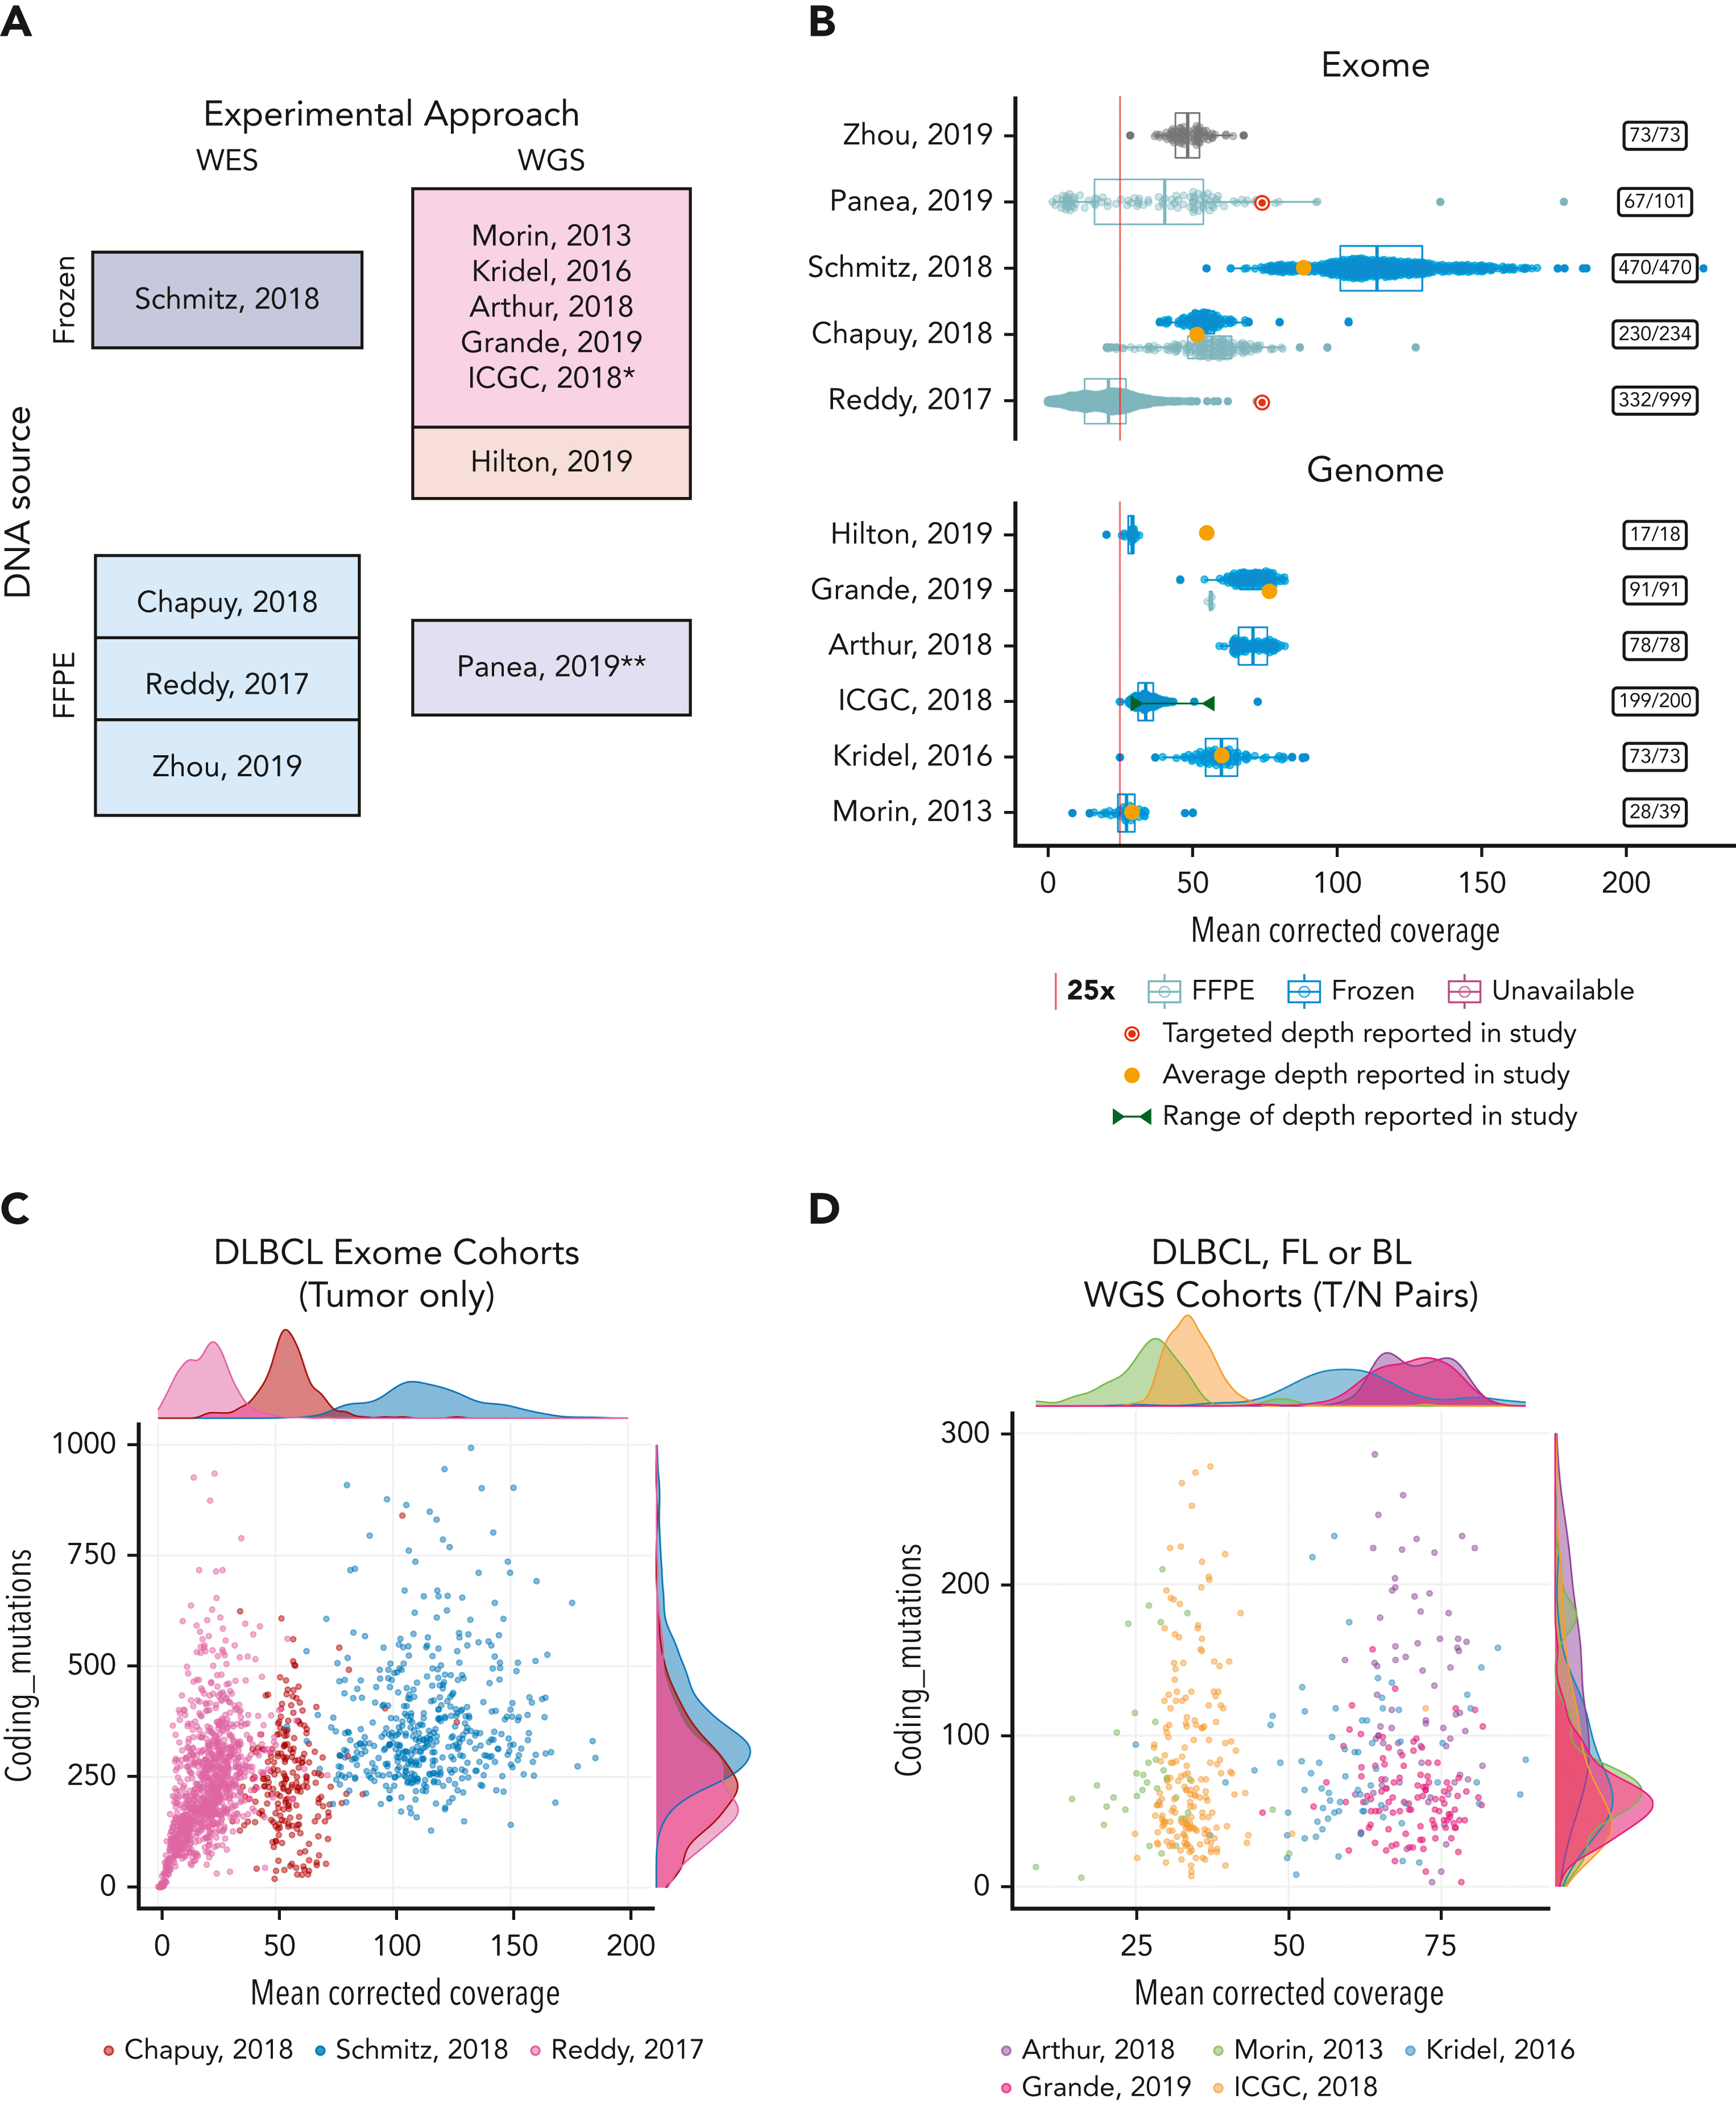 A
Experimental Approach
WES
WGS
DNA source
Frozen
FFPE
Schmitz, 2018
Morin, 2013
Kridel, 2016
Arthur, 2018
Grande, 2019
ICGC, 2018*
Hilton, 2019
Chapuy, 2018
Reddy, 2017
Zhou, 2019
Panea, 2019**
B
Exome
Zhou, 2019
73/73
Panea, 2019
67/101
Schmitz, 2018
470/470
Chapuy, 2018
230/234
Reddy, 2017
332/999
Genome
Hilton, 2019
17/18
Grande, 2019
91/91
Arthur, 2018
78/78
ICGC, 2018
199/200
Kridel, 2016
73/73
Morin, 2013
28/39
0 50 100 150 200
Mean corrected coverage
25x FFPE Frozen Unavailable
Targeted depth reported in study
Average depth reported in study
Range of depth reported in study
C
DLBCL Exome Cohorts
(Tumor only)
Coding_mutations
1000
750
500
250
0
0 50 100 150 200
Mean corrected coverage
Chapuy, 2018 Schmitz, 2018 Reddy, 2017
D
DLBCL, FL or BL
WGS Cohorts (T/N Pairs)
Coding_mutations
300
200
100
0
25 50 75
Mean corrected coverage
Arthur, 2018 Morin, 2013 Kridel, 2016
Grande, 2019 ICGC, 2018